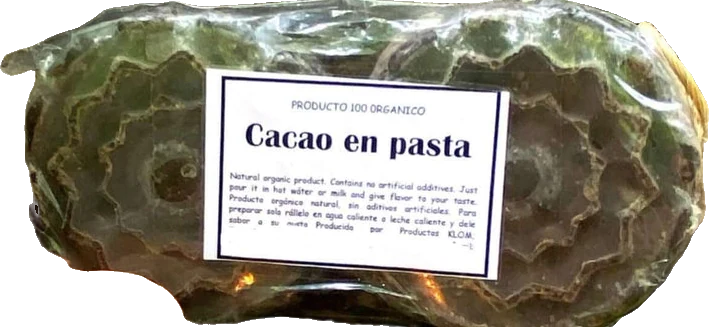 PRODUCTO 100 ORGANICO
Cacao en pasta
Natural organic product. Contains no artificial additives. Just
pour it in hot water or milk and give flavor to your taste.
Producto orgánico natural, sin aditivos artificiales. Para
preparar solo rállelo en agua caliente o leche caliente y dele
sabor a su gusto Producido por Productos KLOM.